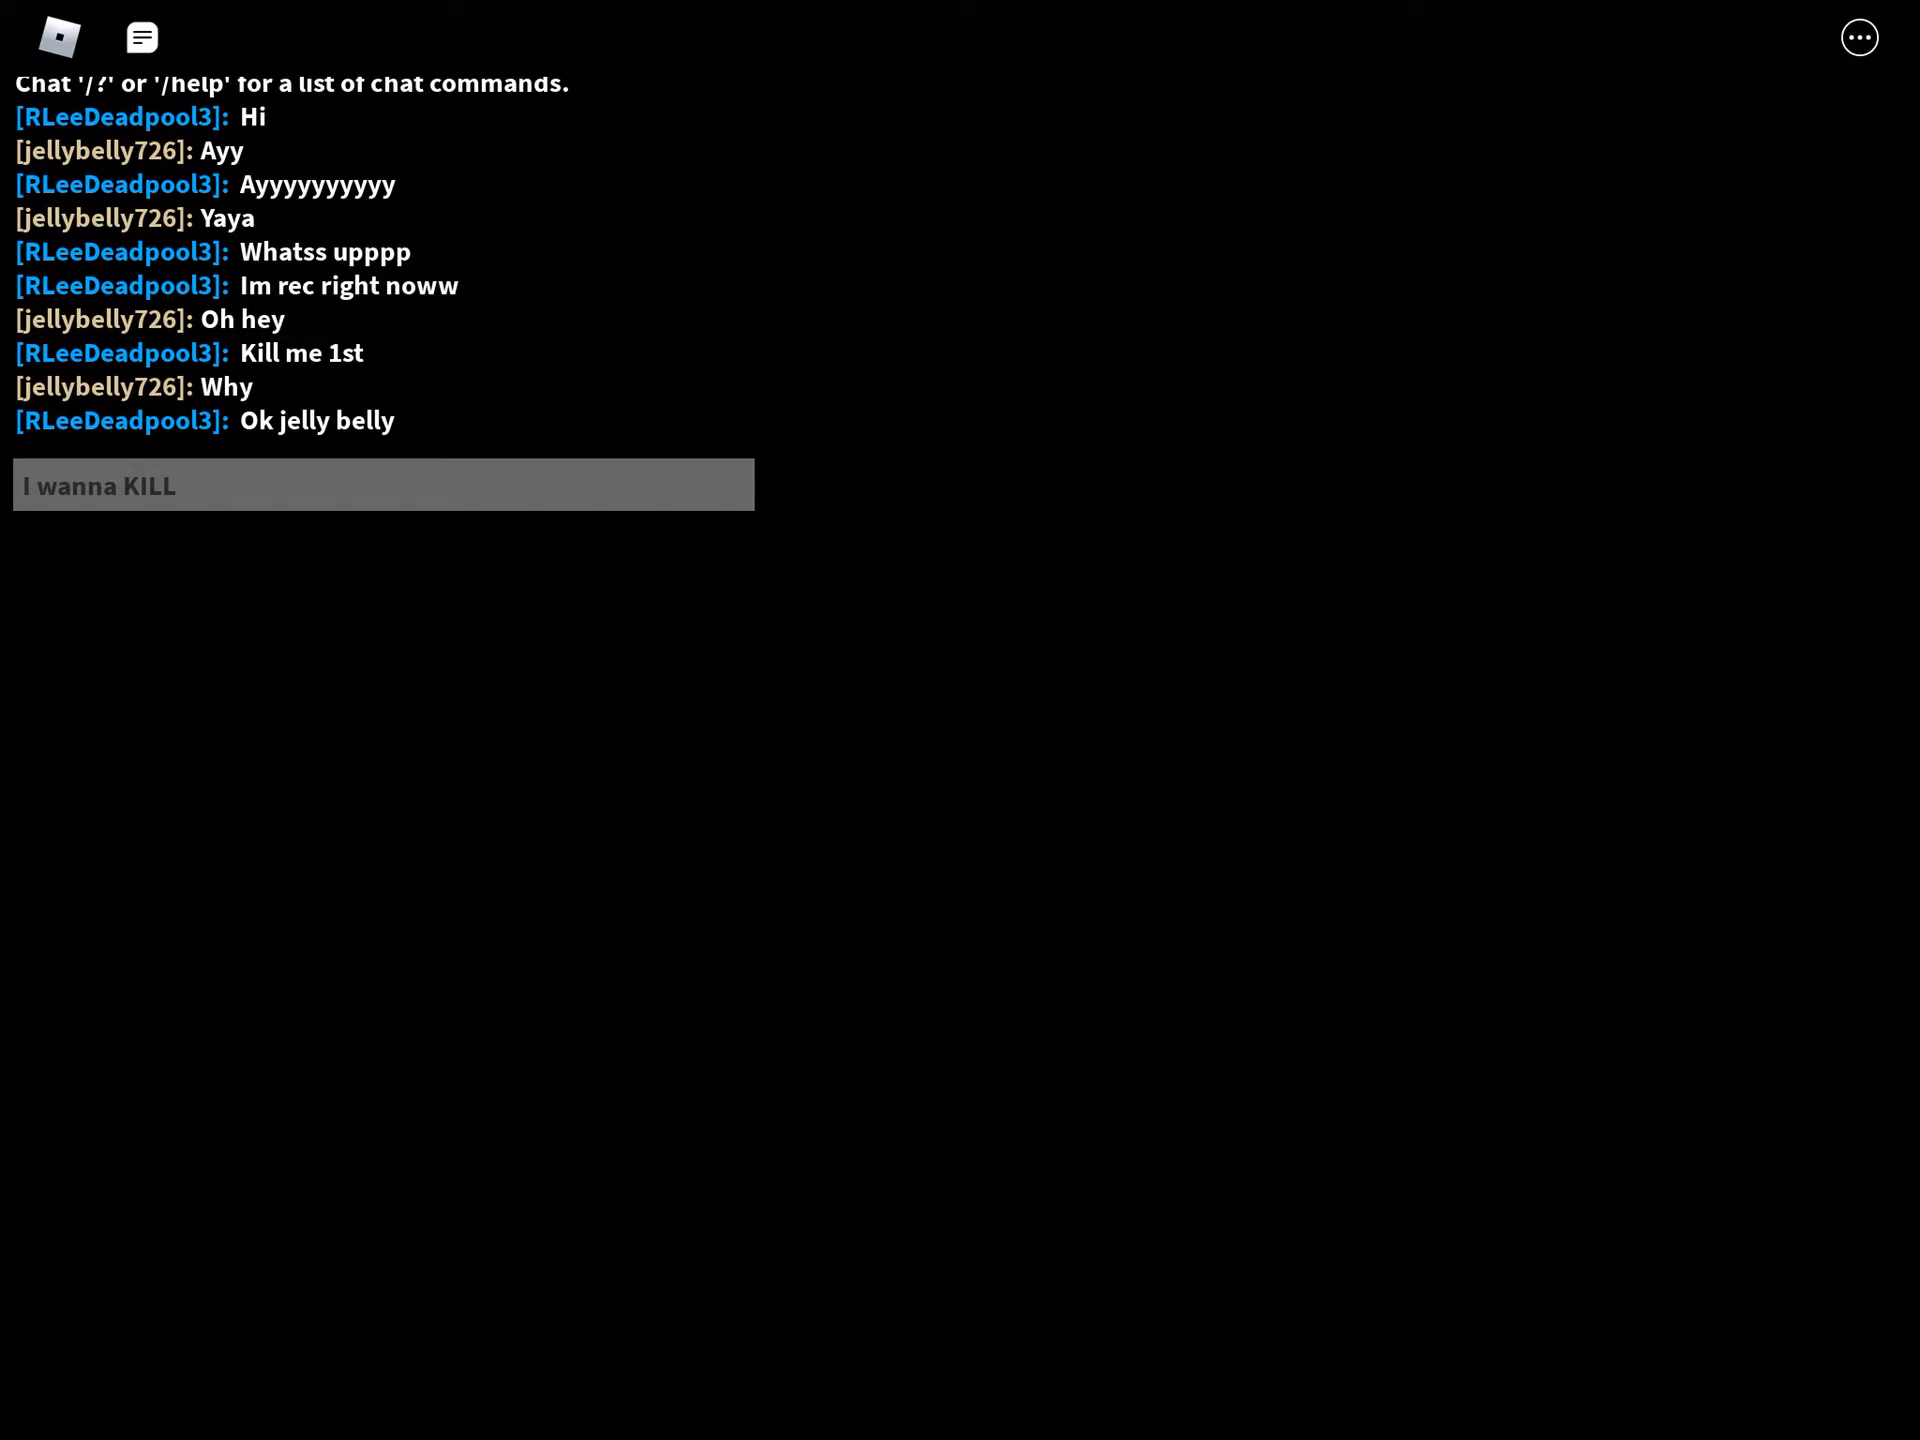 Chat '/?' or '/help' for a list of chat commands.
[RLeeDeadpool3]: Hi
[jellybelly726]: Ayy
[RLeeDeadpool3]: Ayyyyyyyyyy
[jellybelly726]: Yaya
[RLeeDeadpool3]: Whatss upppp
[RLeeDeadpool3]: Im rec right noww
[jellybelly726]: Oh hey
[RLeeDeadpool3]: Kill me 1st
[jellybelly726]: Why
[RLeeDeadpool3]: Ok jelly belly
I wanna KILL